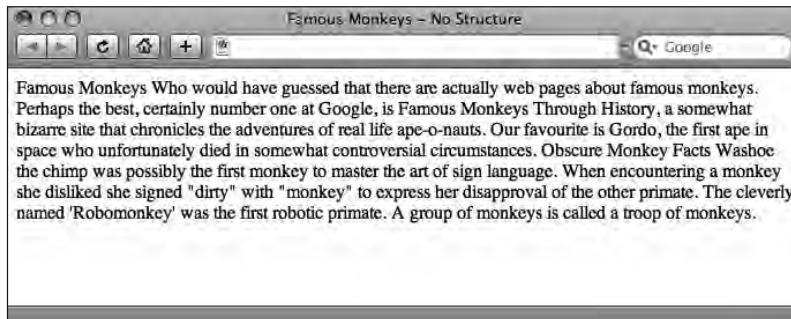 Famous Monkeys – No Structure
Google
Famous Monkeys Who would have guessed that there are actually web pages about famous monkeys.
Perhaps the best, certainly number one at Google, is Famous Monkeys Through History, a somewhat
bizarre site that chronicles the adventures of real life ape-o-nauts. Our favourite is Gordo, the first ape in
space who unfortunately died in somewhat controversial circumstances. Obscure Monkey Facts Washoe
the chimp was possibly the first monkey to master the art of sign language. When encountering a monkey
she disliked she signed "dirty" with "monkey" to express her disapproval of the other primate. The cleverly
named 'Robomonkey' was the first robotic primate. A group of monkeys is called a troop of monkeys.